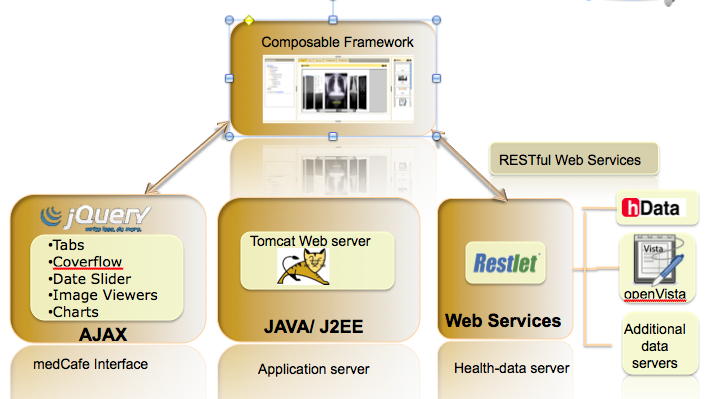 Composable Framework
RESTful Web Services
jQuery
write less, do more.
•Tabs
•Coverflow
•Date Slider
•Image Viewers
•Charts
AJAX
medCafe Interface
Tomcat Web server
JAVA/ J2EE
Application server
Restlet
Web Services
Health-data server
hData
Vista
openVista
Additional
data
servers